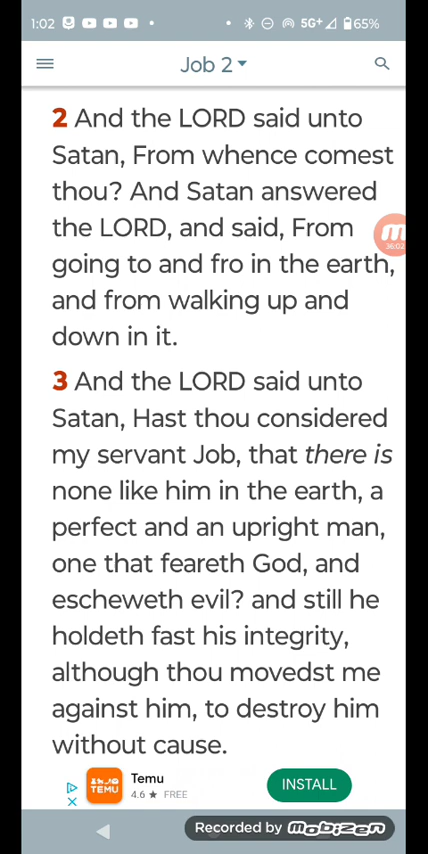 1:02
5G+ 65%
Job 2
2 And the LORD said unto
Satan, From whence comest
thou? And Satan answered
the LORD, and said, From
going to and fro in the earth,
and from walking up and
down in it.
36:02
3 And the LORD said unto
Satan, Hast thou considered
my servant Job, that there is
none like him in the earth, a
perfect and an upright man,
one that feareth God, and
escheweth evil? and still he
holdeth fast his integrity,
although thou movedst me
against him, to destroy him
without cause.
TEMU
Temu
4.6 ★ FREE
INSTALL
Recorded by mobizen